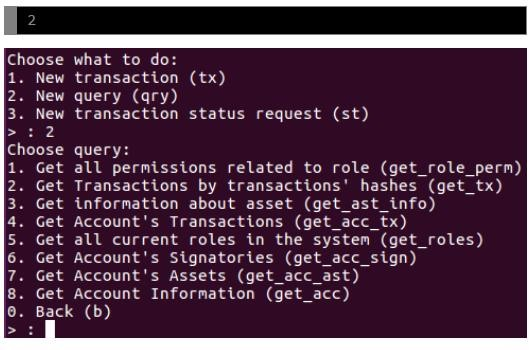 2
Choose what to do:
1. New transaction (tx)
2. New query (qry)
3. New transaction status request (st)
> : 2
Choose query:
1. Get all permissions related to role (get_role_perm)
2. Get Transactions by transactions' hashes (get_tx)
3. Get information about asset (get_ast_info)
4. Get Account's Transactions (get_acc_tx)
5. Get all current roles in the system (get_roles)
6. Get Account's Signatories (get_acc_sign)
7. Get Account's Assets (get_acc_ast)
8. Get Account Information (get_acc)
0. Back (b)
> :